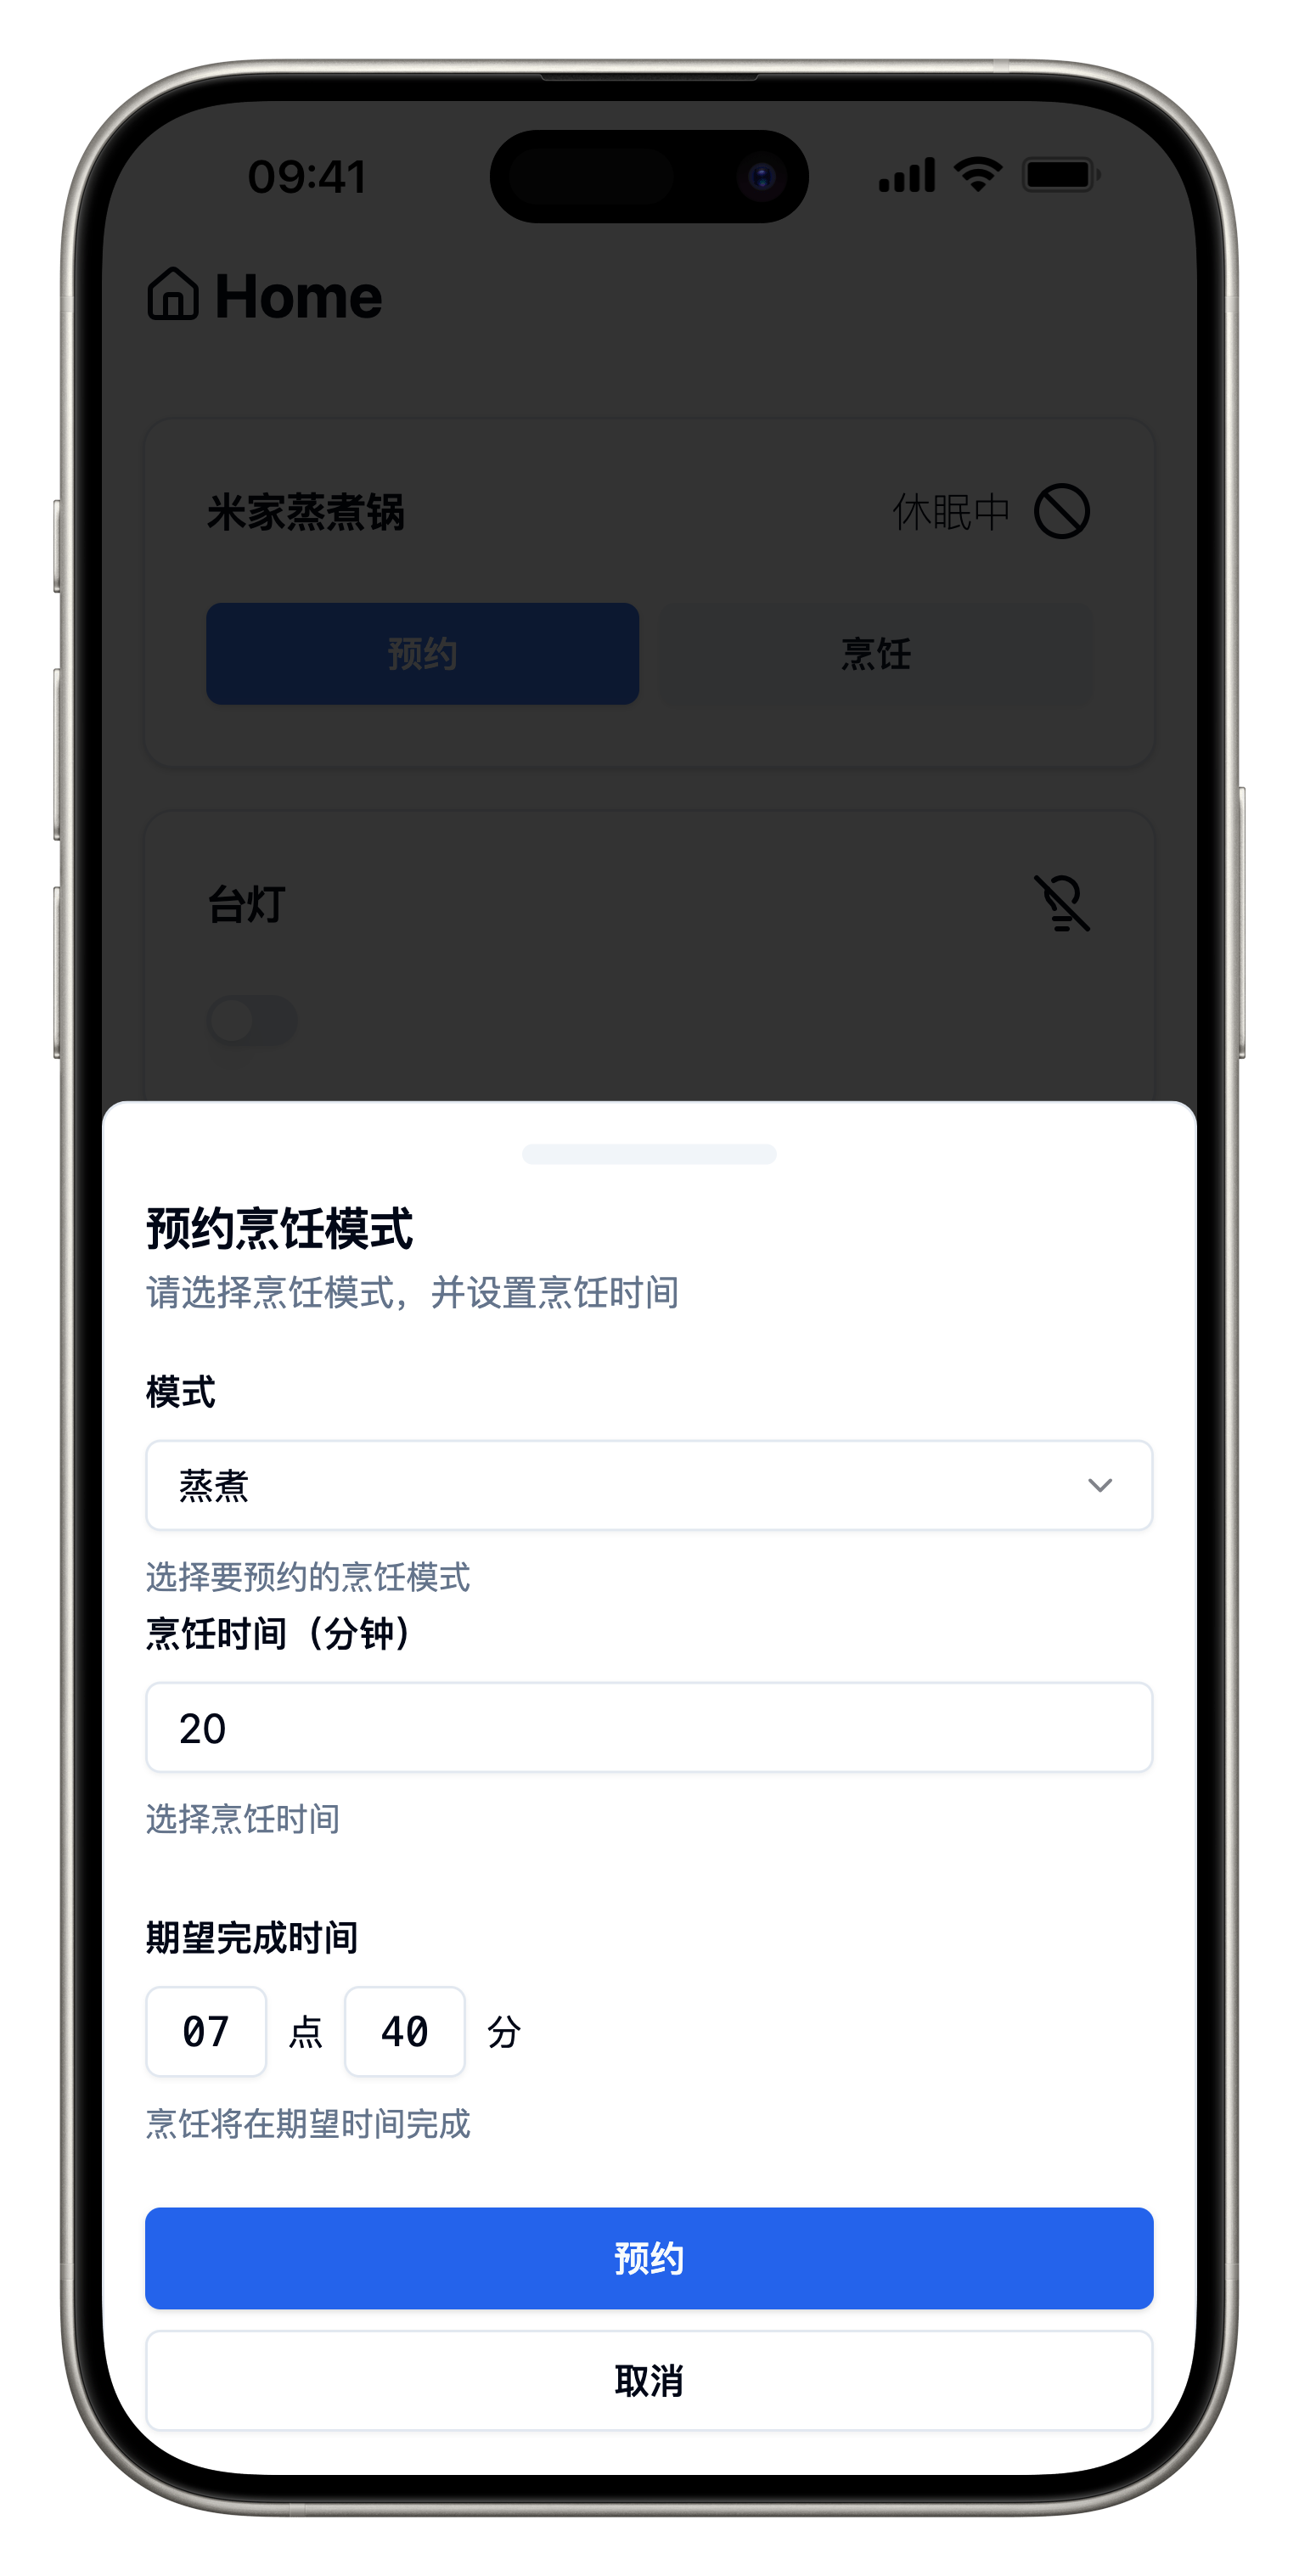 09:41
Home
米家蒸煮锅 休眠中
预约 烹饪
台灯
预约烹饪模式
请选择烹饪模式，并设置烹饪时间
模式
蒸煮
选择要预约的烹饪模式
烹饪时间（分钟）
20
选择烹饪时间
期望完成时间
07 点 40 分
烹饪将在期望时间完成
预约
取消